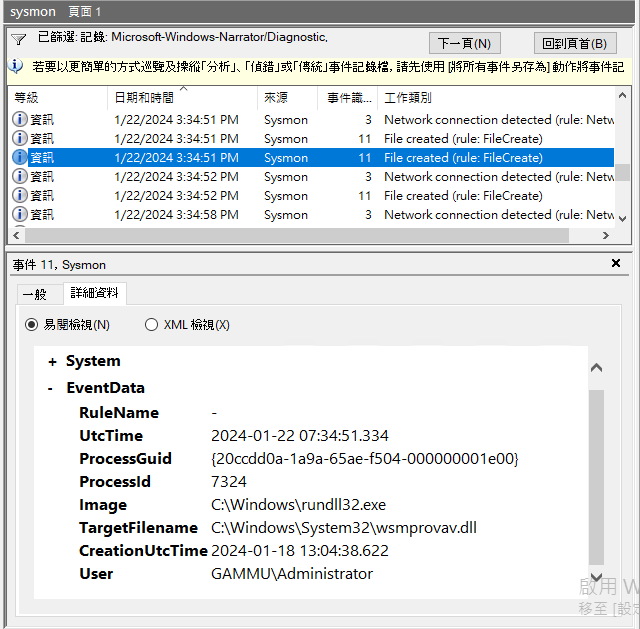 sysmon 頁面 1
已篩選: 記錄: Microsoft-Windows-Narrator/Diagnostic,
下一頁(N)
回到頁首(B)
若要以更簡單的方式巡覽及操縱「分析」、「偵錯」或「傳統」事件記錄檔, 請先使用 [將所有事件另存為] 動作將事件記
等級 日期和時間 來源 事件識... 工作類別
資訊 1/22/2024 3:34:51 PM Sysmon 3 Network connection detected (rule: Netw
資訊 1/22/2024 3:34:51 PM Sysmon 11 File created (rule: FileCreate)
資訊 1/22/2024 3:34:51 PM Sysmon 11 File created (rule: FileCreate)
資訊 1/22/2024 3:34:52 PM Sysmon 3 Network connection detected (rule: Netw
資訊 1/22/2024 3:34:52 PM Sysmon 11 File created (rule: FileCreate)
資訊 1/22/2024 3:34:58 PM Sysmon 3 Network connection detected (rule: Netw
事件 11, Sysmon
一般 詳細資料
易閱檢視(N) XML 檢視(X)
+ System
- EventData
RuleName -
UtcTime 2024-01-22 07:34:51.334
ProcessGuid {20ccdd0a-1a9a-65ae-f504-000000001e00}
ProcessId 7324
Image C:\Windows\rundll32.exe
TargetFilename C:\Windows\System32\wsmprovav.dll
CreationUtcTime 2024-01-18 13:04:38.622
User GAMMU\Administrator
啟用 W
移至 [設定